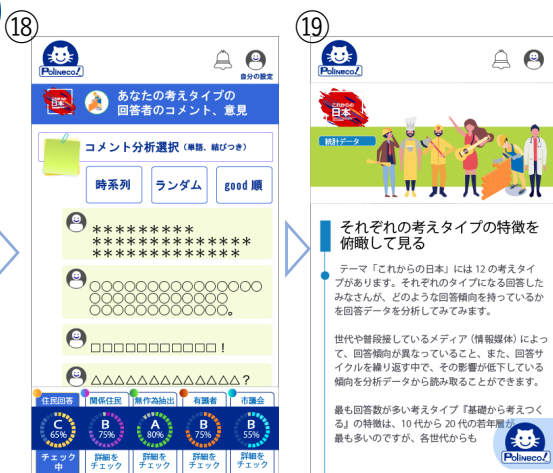 ⑱
Polineco!
自分の設定
これからの
日本
あなたの考えタイプの
回答者のコメント、意見
コメント分析選択（単語、結びつき）
時系列
ランダム
good 順
＊＊＊＊＊＊＊＊＊
＊＊＊＊＊＊＊＊＊＊＊＊＊＊
＊＊＊＊＊＊＊＊＊＊＊＊＊
○○○○○○○○○○○○○○○
○○○○○○○○○○○○
○○○○○○○○○○○○。
□□□□□□□□□□□！
△△△△△△△△△△△△△？
住民回答
関係住民
無作為抽出
有識者
市議会
C
65%
B
75%
A
80%
B
75%
B
55%
チェック
中
詳細を
チェック
詳細を
チェック
詳細を
チェック
詳細を
チェック
⑲
Polineco!
これからの
日本
統計データ
それぞれの考えタイプの特徴を
俯瞰して見る
テーマ「これからの日本」には 12 の考えタイ
プがあります。それぞれのタイプになる回答した
みなさんが、どのような回答傾向を持っているか
を回答データを分析してみてみます。
世代や普段接しているメディア（情報媒体）によっ
て、回答傾向が異なっていること、また、回答サ
イクルを繰り返す中で、その影響が低下している
傾向を分析データから読み取ることができます。
最も回答数が多い考えタイプ『基礎から考えつく
る』の特徴は、10 代から 20 代の若年層が
最も多いのですが、各世代からも
Polineco!